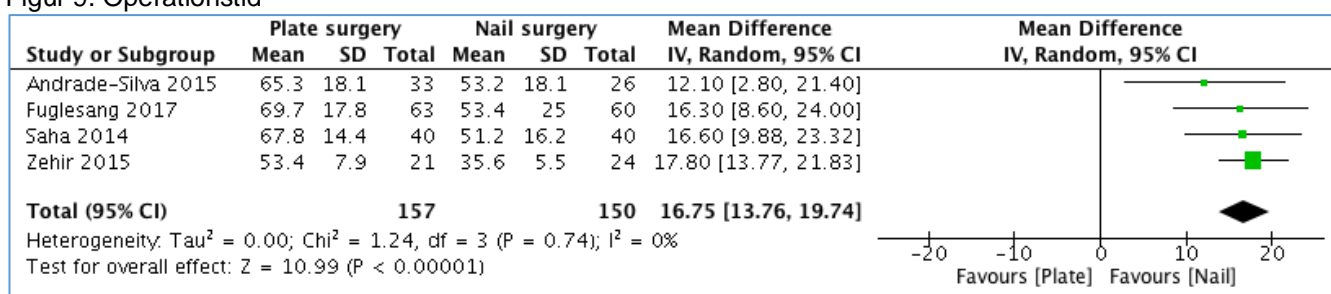 Figur 9. Operationstid
Plate surgery Nail surgery Mean Difference Mean Difference
Study or Subgroup Mean SD Total Mean SD Total IV, Random, 95% CI IV, Random, 95% CI
Andrade-Silva 2015 65.3 18.1 33 53.2 18.1 26 12.10 [2.80, 21.40]
Fuglesang 2017 69.7 17.8 63 53.4 25 60 16.30 [8.60, 24.00]
Saha 2014 67.8 14.4 40 51.2 16.2 40 16.60 [9.88, 23.32]
Zehir 2015 53.4 7.9 21 35.6 5.5 24 17.80 [13.77, 21.83]
Total (95% CI) 157 150 16.75 [13.76, 19.74]
Heterogeneity: Tau² = 0.00; Chi² = 1.24, df = 3 (P = 0.74); I² = 0%
Test for overall effect: Z = 10.99 (P < 0.00001)
-20 -10 0 10 20
Favours [Plate] Favours [Nail]